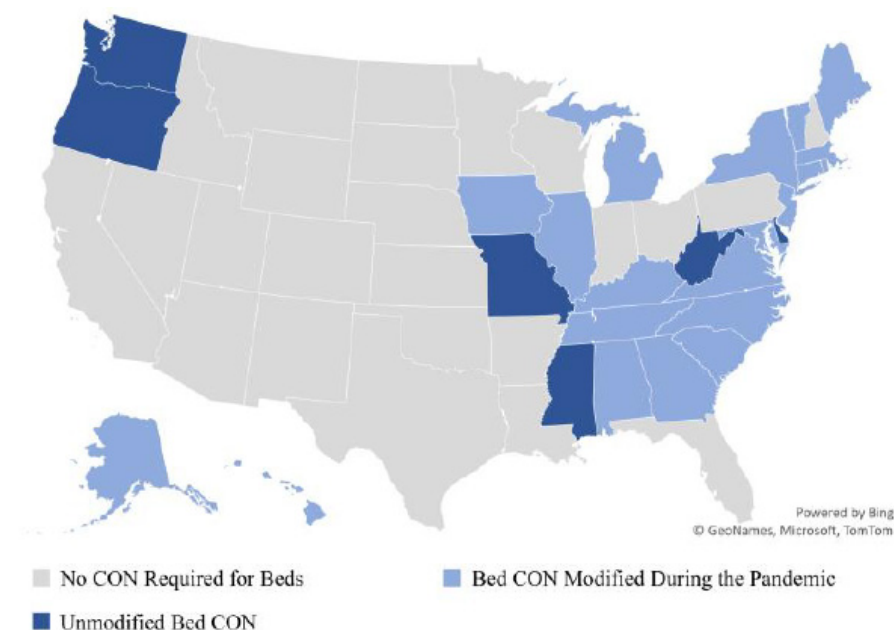 Powered by Bing
© GeoNames, Microsoft, TomTom
No CON Required for Beds
Bed CON Modified During the Pandemic
Unmodified Bed CON